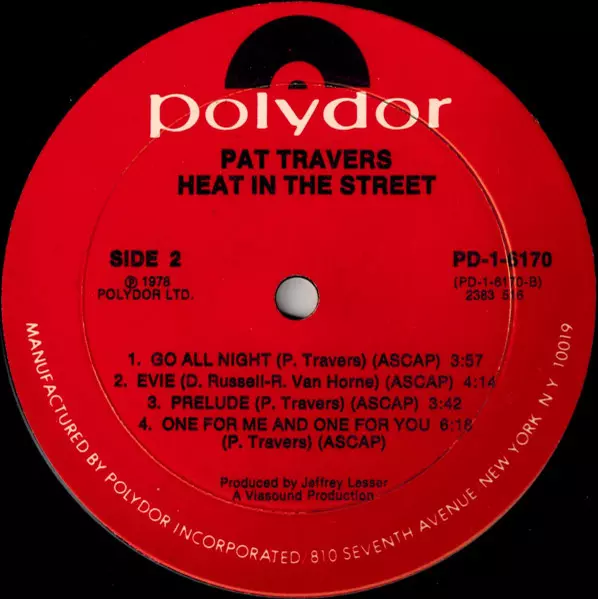 polydor
PAT TRAVERS
HEAT IN THE STREET
SIDE 2
℗ 1978
POLYDOR LTD.
PD-1-6170
(PD-1-6170-B)
2383 516
1. GO ALL NIGHT (P. Travers) (ASCAP) 3:57
2. EVIE (D. Russell-R. Van Horne) (ASCAP) 4:14
3. PRELUDE (P. Travers) (ASCAP) 3:42
4. ONE FOR ME AND ONE FOR YOU 6:18
(P. Travers) (ASCAP)
Produced by Jeffrey Lesser
A Viasound Production
MANUFACTURED BY POLYDOR INCORPORATED, 810 SEVENTH AVENUE NEW YORK NY 10019